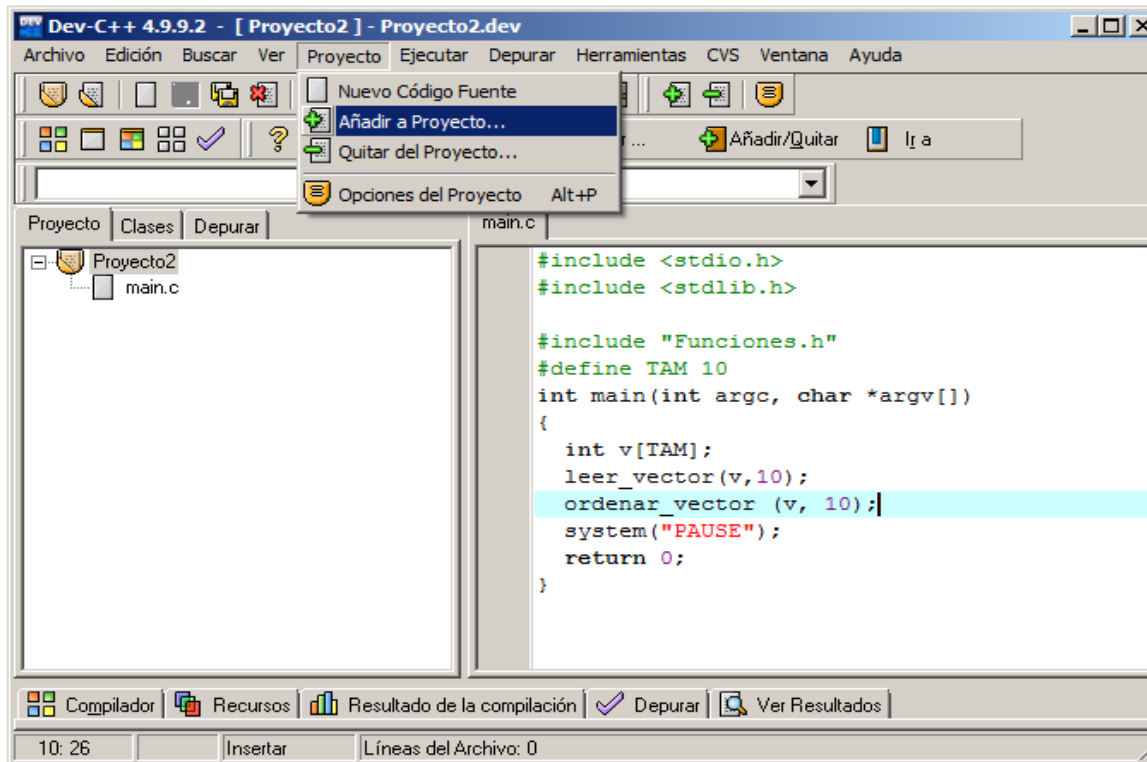 Dev-C++ 4.9.9.2 - [ Proyecto2 ] - Proyecto2.dev
Archivo Edición Buscar Ver Proyecto Ejecutar Depurar Herramientas CVS Ventana Ayuda
Nuevo Código Fuente
Añadir a Proyecto...
Quitar del Proyecto...
Opciones del Proyecto Alt+P
... Añadir/Quitar Ir a
Proyecto Clases Depurar
main.c
Proyecto2
main.c
#include <stdio.h>
#include <stdlib.h>
#include "Funciones.h"
#define TAM 10
int main(int argc, char *argv[])
{
int v[TAM];
leer_vector(v,10);
ordenar_vector (v, 10);
system("PAUSE");
return 0;
}
Compilador Recursos Resultado de la compilación Depurar Ver Resultados
10: 26 Insertar Líneas del Archivo: 0